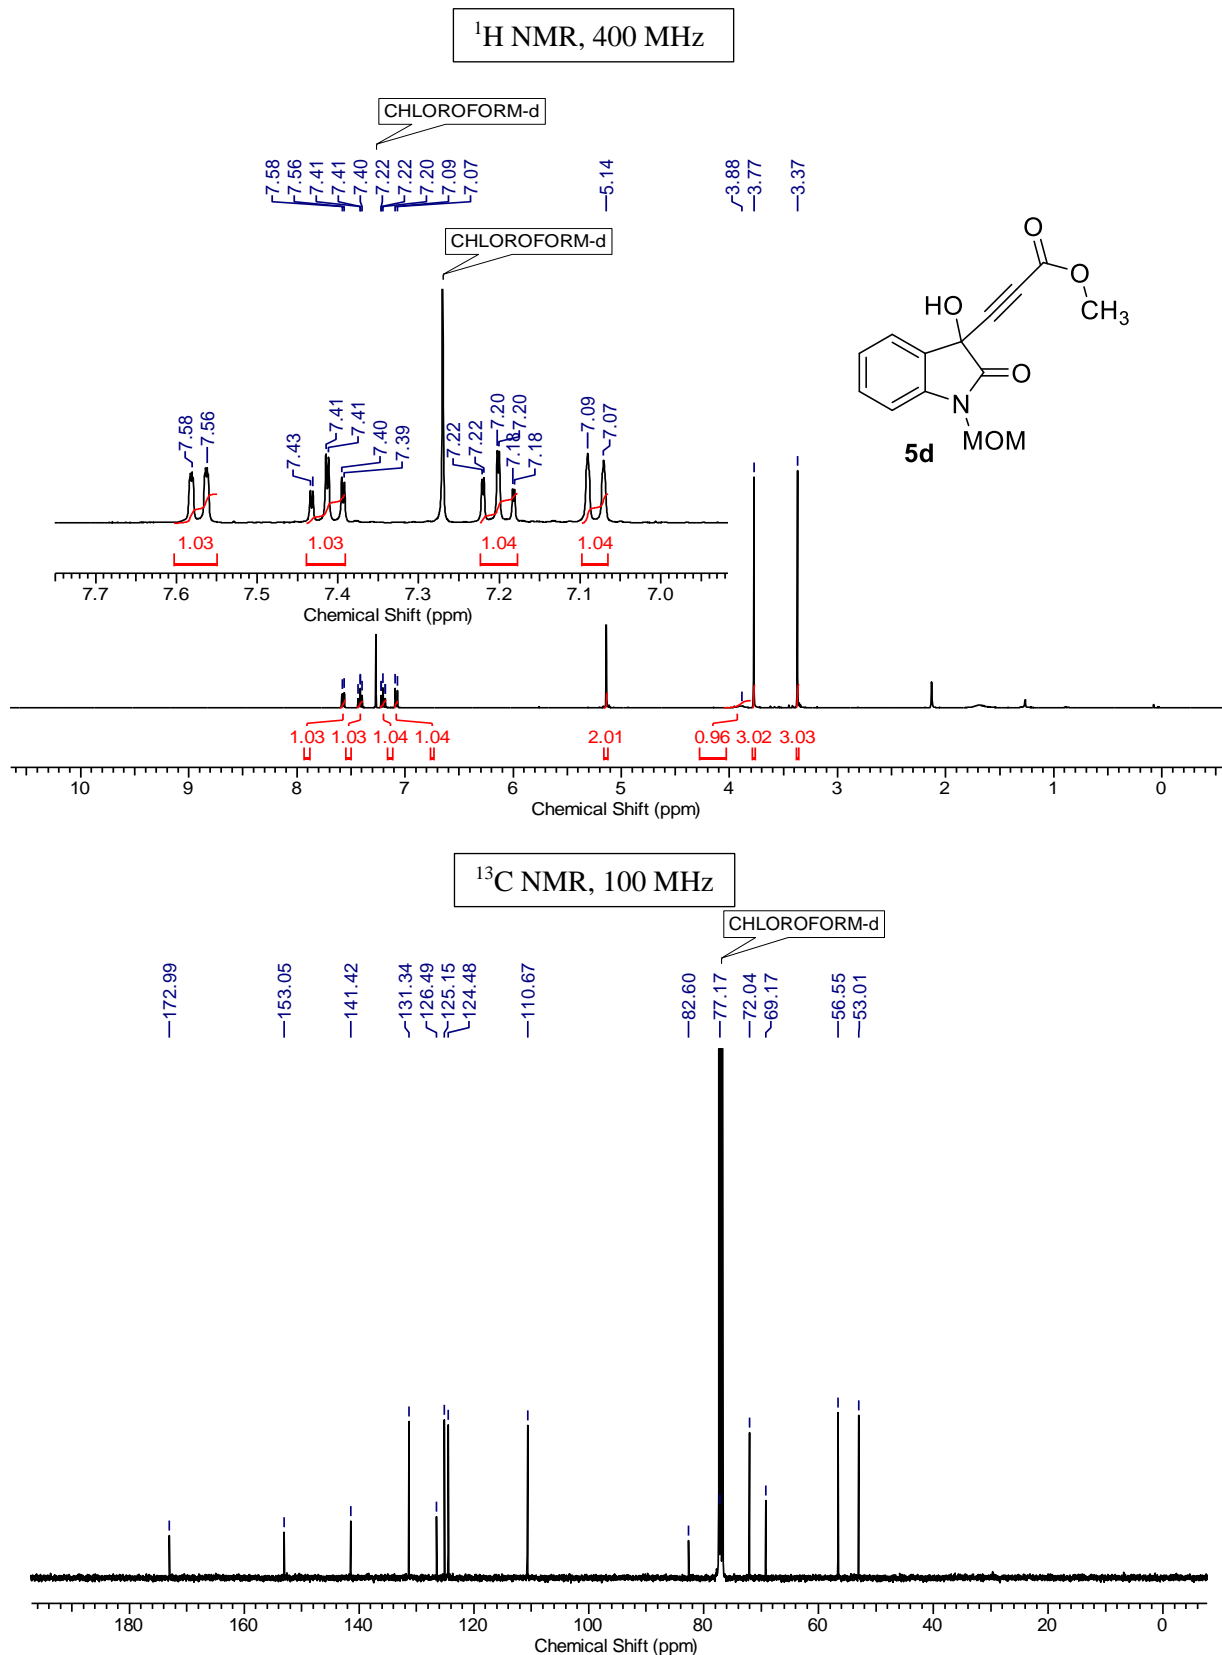 ¹H NMR, 400 MHz
CHLOROFORM-d
7.58
7.56
7.41
7.41
7.40
7.22
7.22
7.20
7.09
7.07
5.14
3.88
3.77
3.37
CHLOROFORM-d
7.58
7.56
7.43
7.41
7.41
7.40
7.39
7.22
7.22
7.20
7.20
7.18
7.18
7.09
7.07
O
O
CH₃
HO
O
N
MOM
5d
1.03 1.03 1.04 1.04
7.7 7.6 7.5 7.4 7.3 7.2 7.1 7.0
Chemical Shift (ppm)
1.03 1.03 1.04 1.04 2.01 0.96 3.02 3.03
10 9 8 7 6 5 4 3 2 1 0
Chemical Shift (ppm)
¹³C NMR, 100 MHz
CHLOROFORM-d
172.99
153.05
141.42
131.34
126.49
125.15
124.48
110.67
82.60
77.17
72.04
69.17
56.55
53.01
180 160 140 120 100 80 60 40 20 0
Chemical Shift (ppm)